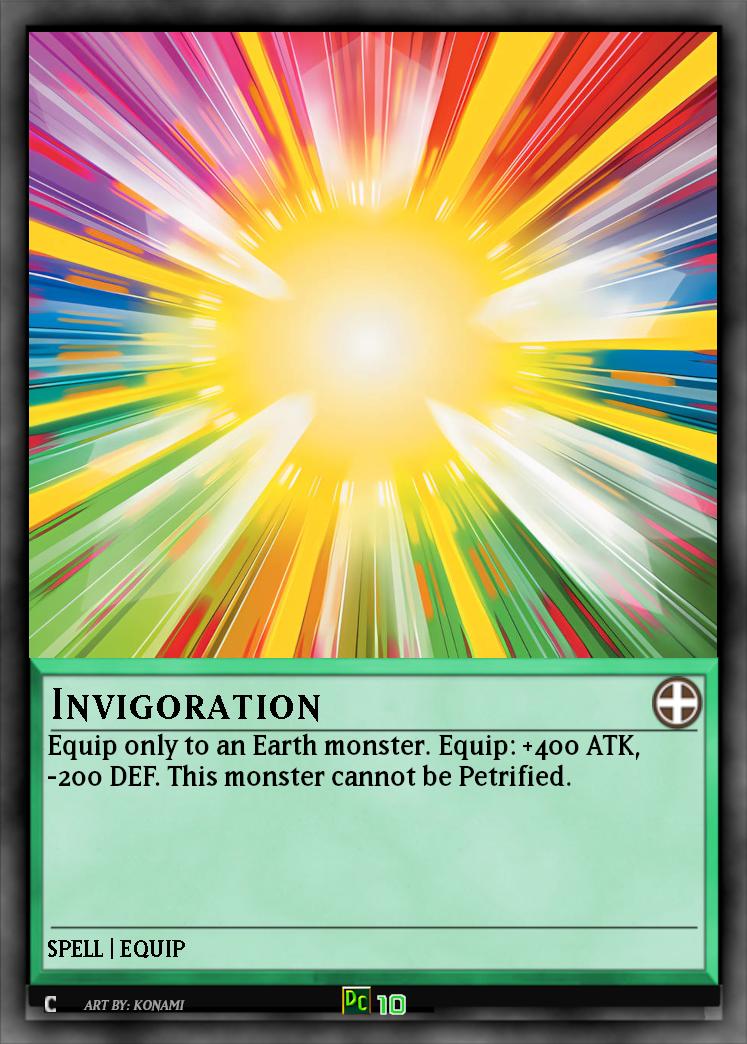 Invigoration
Equip only to an Earth monster. Equip: +400 ATK,
-200 DEF. This monster cannot be Petrified.
SPELL | EQUIP
C ART BY: KONAMI PC 10